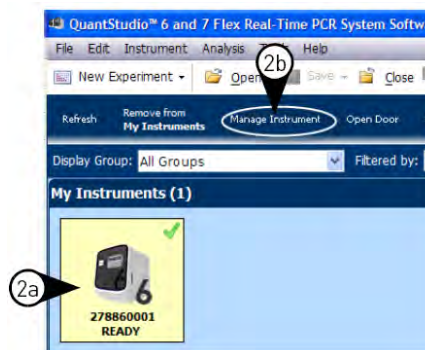 QuantStudio™ 6 and 7 Flex Real-Time PCR System Softw
File Edit Instrument Analysis Help
2b
New Experiment Open Save Close
Refresh Remove from My Instruments Manage Instrument Open Door
Display Group: All Groups Filtered by:
My Instruments (1)
6
2a
278860001
READY